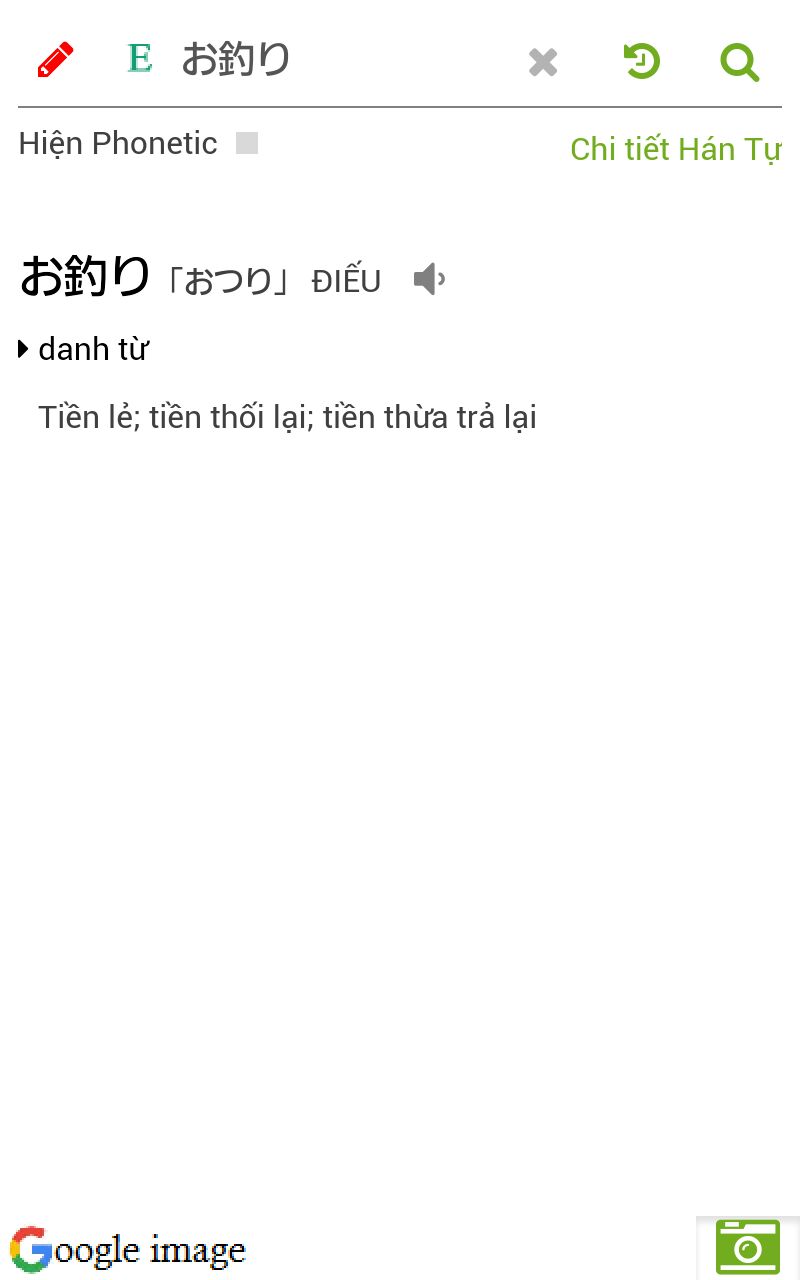 E お釣り
Hiện Phonetic
Chi tiết Hán Tự
お釣り 「おつり」 ĐIẾU
danh từ
Tiền lẻ; tiền thối lại; tiền thừa trả lại
Google image